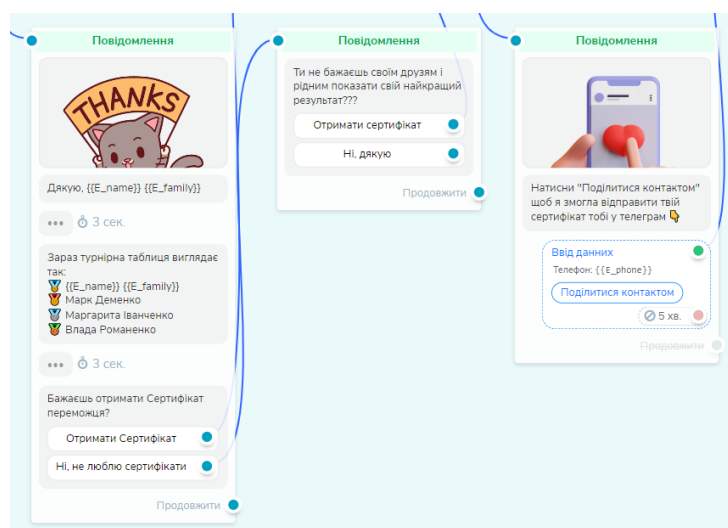 Повідомлення
THANKS
Дякую, {{E_name}} {{E_family}}
3 сек.
Зараз турнірна таблиця виглядає
так:
{{E_name}} {{E_family}}
Марк Деменко
Маргарита Іванченко
Влада Романенко
3 сек.
Бажаєшь отримати Сертифікат
переможця?
Отримати Сертифікат
Ні, не люблю сертифікати
Продовжити
Повідомлення
Ти не бажаєшь своїм друзям і
рідним показати свій найкращий
результат???
Отримати сертифікат
Ні, дякую
Продовжити
Повідомлення
Натисни "Поділитися контактом"
щоб я змогла відправити твій
сертифікат тобі у телеграм
Ввід данних
Телефон: {{E_phone}}
Поділитися контактом
5 хв.
Продовжити